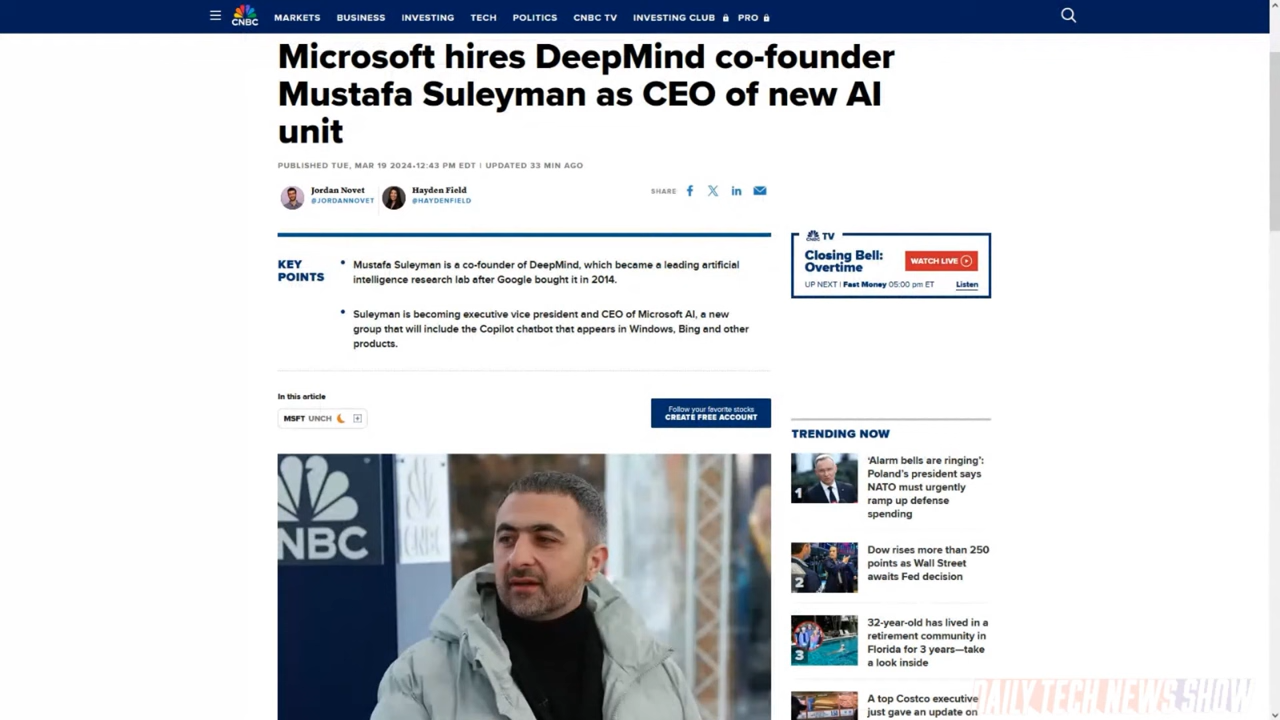 CNBC
MARKETS
BUSINESS
INVESTING
TECH
POLITICS
CNBC TV
INVESTING CLUB
PRO
Microsoft hires DeepMind co-founder
Mustafa Suleyman as CEO of new AI
unit
PUBLISHED TUE, MAR 19 2024•12:43 PM EDT | UPDATED 33 MIN AGO
Jordan Novet
@JORDANNOVET
Hayden Field
@HAYDENFIELD
SHARE
KEY
POINTS
• Mustafa Suleyman is a co-founder of DeepMind, which became a leading artificial
intelligence research lab after Google bought it in 2014.
• Suleyman is becoming executive vice president and CEO of Microsoft AI, a new
group that will include the Copilot chatbot that appears in Windows, Bing and other
products.
In this article
MSFT UNCH
Follow your favorite stocks
CREATE FREE ACCOUNT
CNBC
CNBC
TV
Closing Bell:
Overtime
WATCH LIVE
UP NEXT | Fast Money 05:00 pm ET
Listen
TRENDING NOW
1
‘Alarm bells are ringing’:
Poland’s president says
NATO must urgently
ramp up defense
spending
2
Dow rises more than 250
points as Wall Street
awaits Fed decision
3
32-year-old has lived in a
retirement community in
Florida for 3 years—take
a look inside
A top Costco executive
just gave an update on
DAILY TECH NEWS SHOW